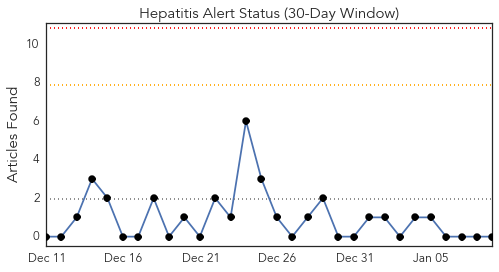 Hepatitis Alert Status (30-Day Window)
Articles Found
10
8
6
4
2
0
Dec 11 Dec 16 Dec 21 Dec 26 Dec 31 Jan 05